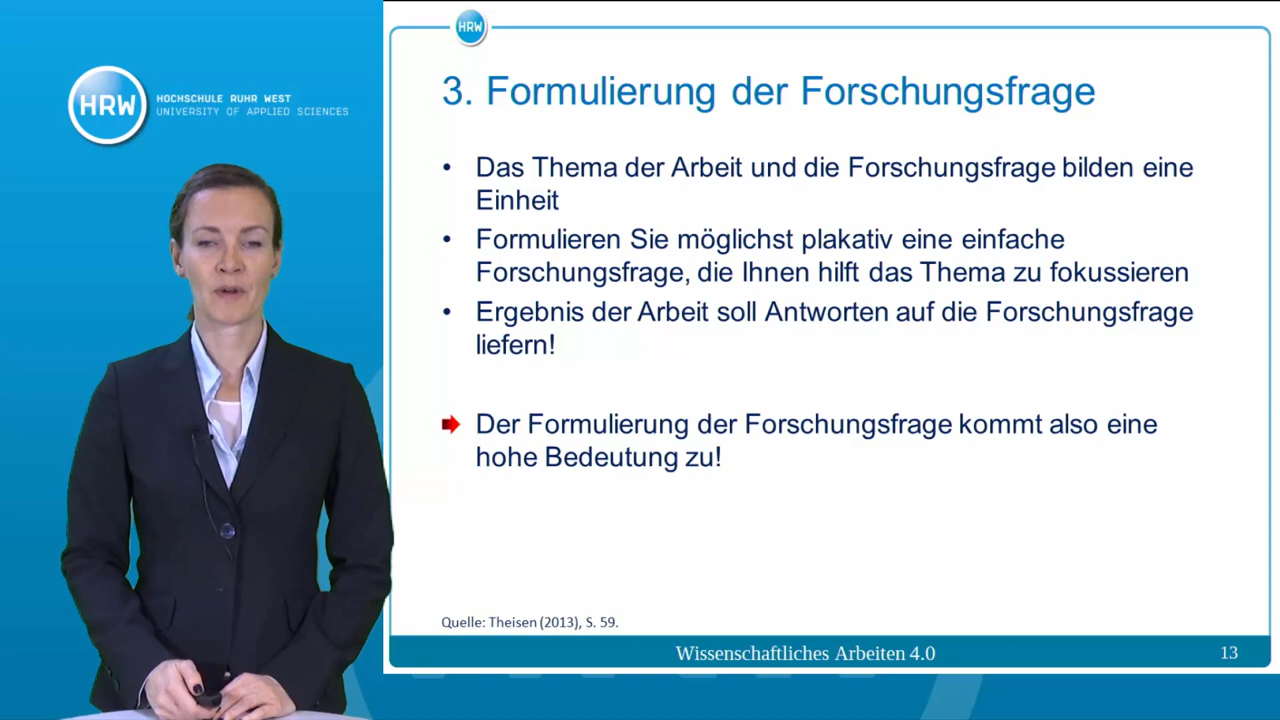 HRW
HOCHSCHULE RUHR WEST
UNIVERSITY OF APPLIED SCIENCES
HRW
3. Formulierung der Forschungsfrage
• Das Thema der Arbeit und die Forschungsfrage bilden eine
Einheit
• Formulieren Sie möglichst plakativ eine einfache
Forschungsfrage, die Ihnen hilft das Thema zu fokussieren
• Ergebnis der Arbeit soll Antworten auf die Forschungsfrage
liefern!
Der Formulierung der Forschungsfrage kommt also eine
hohe Bedeutung zu!
Quelle: Theisen (2013), S. 59.
Wissenschaftliches Arbeiten 4.0
13